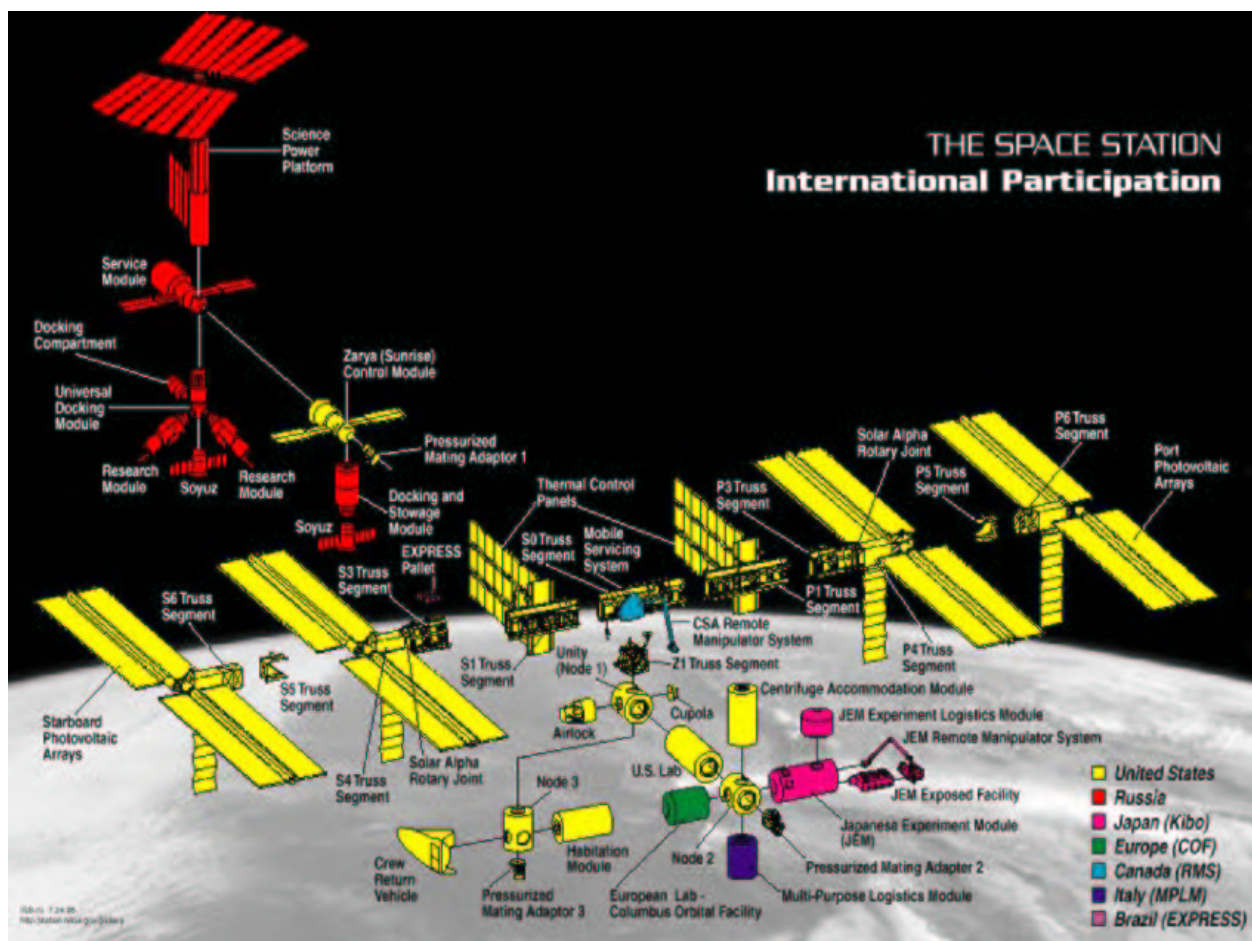 THE SPACE STATION
International Participation
Science
Power
Platform
Service
Module
Docking
Compartment
Universal
Docking
Module
Research
Module
Soyuz
Research
Module
Zarya (Sunrise)
Control Module
Pressurized
Mating Adaptor 1
Docking and
Stowage
Module
Soyuz
EXPRESS
Pallet
Thermal Control
Panels
S0 Truss
Segment
Mobile
Servicing
System
P3 Truss
Segment
Solar Alpha
Rotary Joint
P5 Truss
Segment
P6 Truss
Segment
Port
Photovoltaic
Arrays
S6 Truss
Segment
S3 Truss
Segment
P1 Truss
Segment
CSA Remote
Manipulator System
P4 Truss
Segment
S1 Truss
Segment
Unity
(Node 1)
Z1 Truss Segment
Starboard
Photovoltaic
Arrays
S5 Truss
Segment
S4 Truss
Segment
Solar Alpha
Rotary Joint
Airlock
Cupola
Centrifuge Accommodation Module
JEM Experiment Logistics Module
JEM Remote Manipulator System
U.S. Lab
JEM Exposed Facility
Node 3
Japanese Experiment Module
(JEM)
Crew
Return
Vehicle
Habitation
Module
Pressurized
Mating Adaptor 3
Node 2
Pressurized Mating Adapter 2
European Lab -
Columbus Orbital Facility
Multi-Purpose Logistics Module
United States
Russia
Japan (Kibo)
Europe (COF)
Canada (RMS)
Italy (MPLM)
Brazil (EXPRESS)